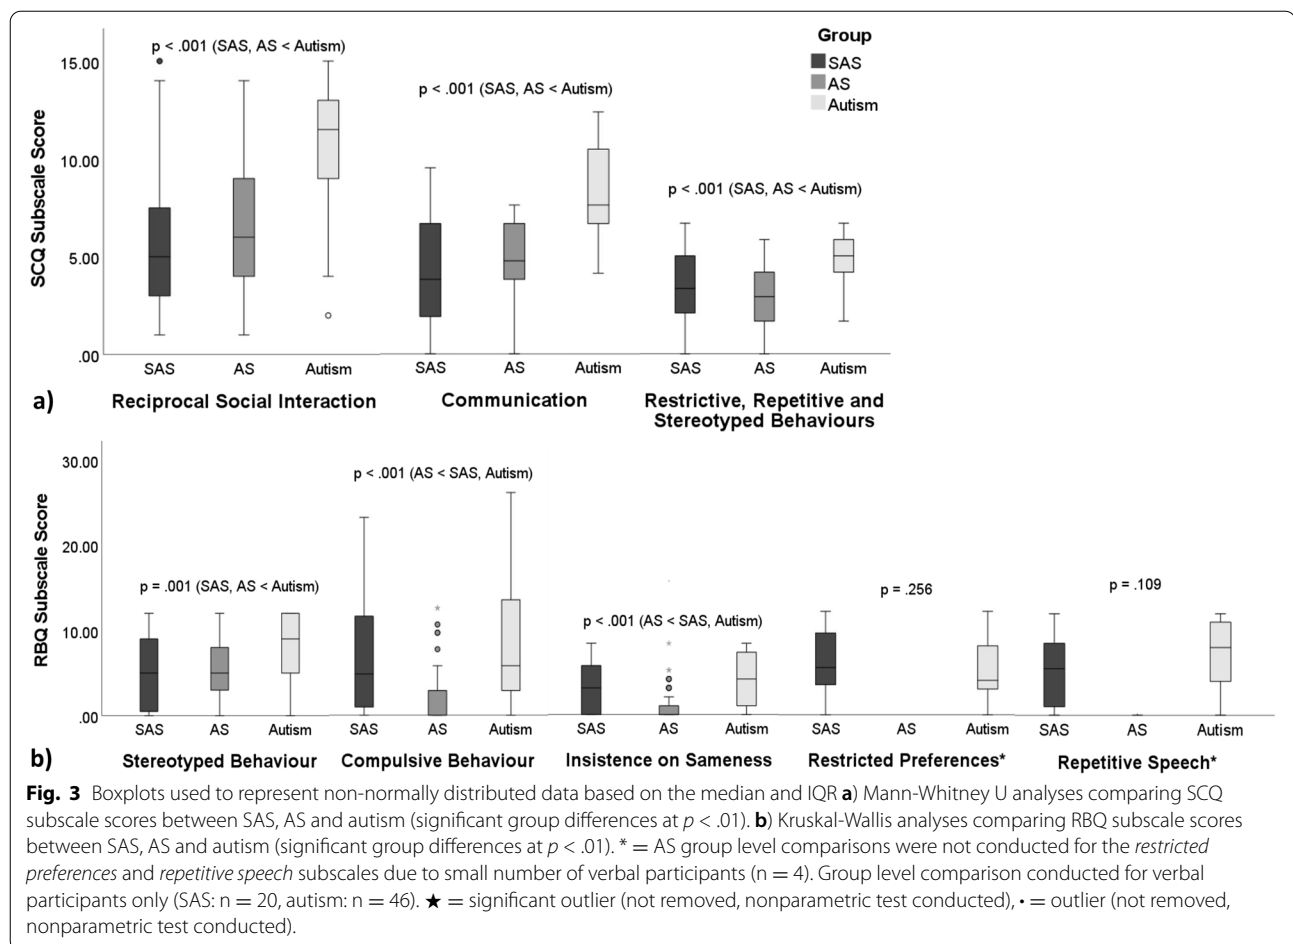 p < .001 (SAS, AS < Autism)
Group
SAS
AS
Autism
p < .001 (SAS, AS < Autism)
p < .001 (SAS, AS < Autism)
SCQ Subscale Score
15.00
10.00
5.00
.00
SAS AS Autism SAS AS Autism SAS AS Autism
a)
Reciprocal Social Interaction
Communication
Restrictive, Repetitive and
Stereotyped Behaviours
RBQ Subscale Score
30.00
20.00
10.00
.00
p < .001 (AS < SAS, Autism)
p = .001 (SAS, AS < Autism)
p = .256
p = .109
p < .001 (AS < SAS, Autism)
SAS AS Autism SAS AS Autism SAS AS Autism SAS AS Autism SAS AS Autism
b)
Stereotyped Behaviour Compulsive Behaviour Insistence on Sameness Restricted Preferences* Repetitive Speech*
Fig. 3 Boxplots used to represent non-normally distributed data based on the median and IQR a) Mann-Whitney U analyses comparing SCQ
subscale scores between SAS, AS and autism (significant group differences at p < .01). b) Kruskal-Wallis analyses comparing RBQ subscale scores
between SAS, AS and autism (significant group differences at p < .01). * = AS group level comparisons were not conducted for the restricted
preferences and repetitive speech subscales due to small number of verbal participants (n = 4). Group level comparison conducted for verbal
participants only (SAS: n = 20, autism: n = 46). ★ = significant outlier (not removed, nonparametric test conducted), • = outlier (not removed,
nonparametric test conducted).